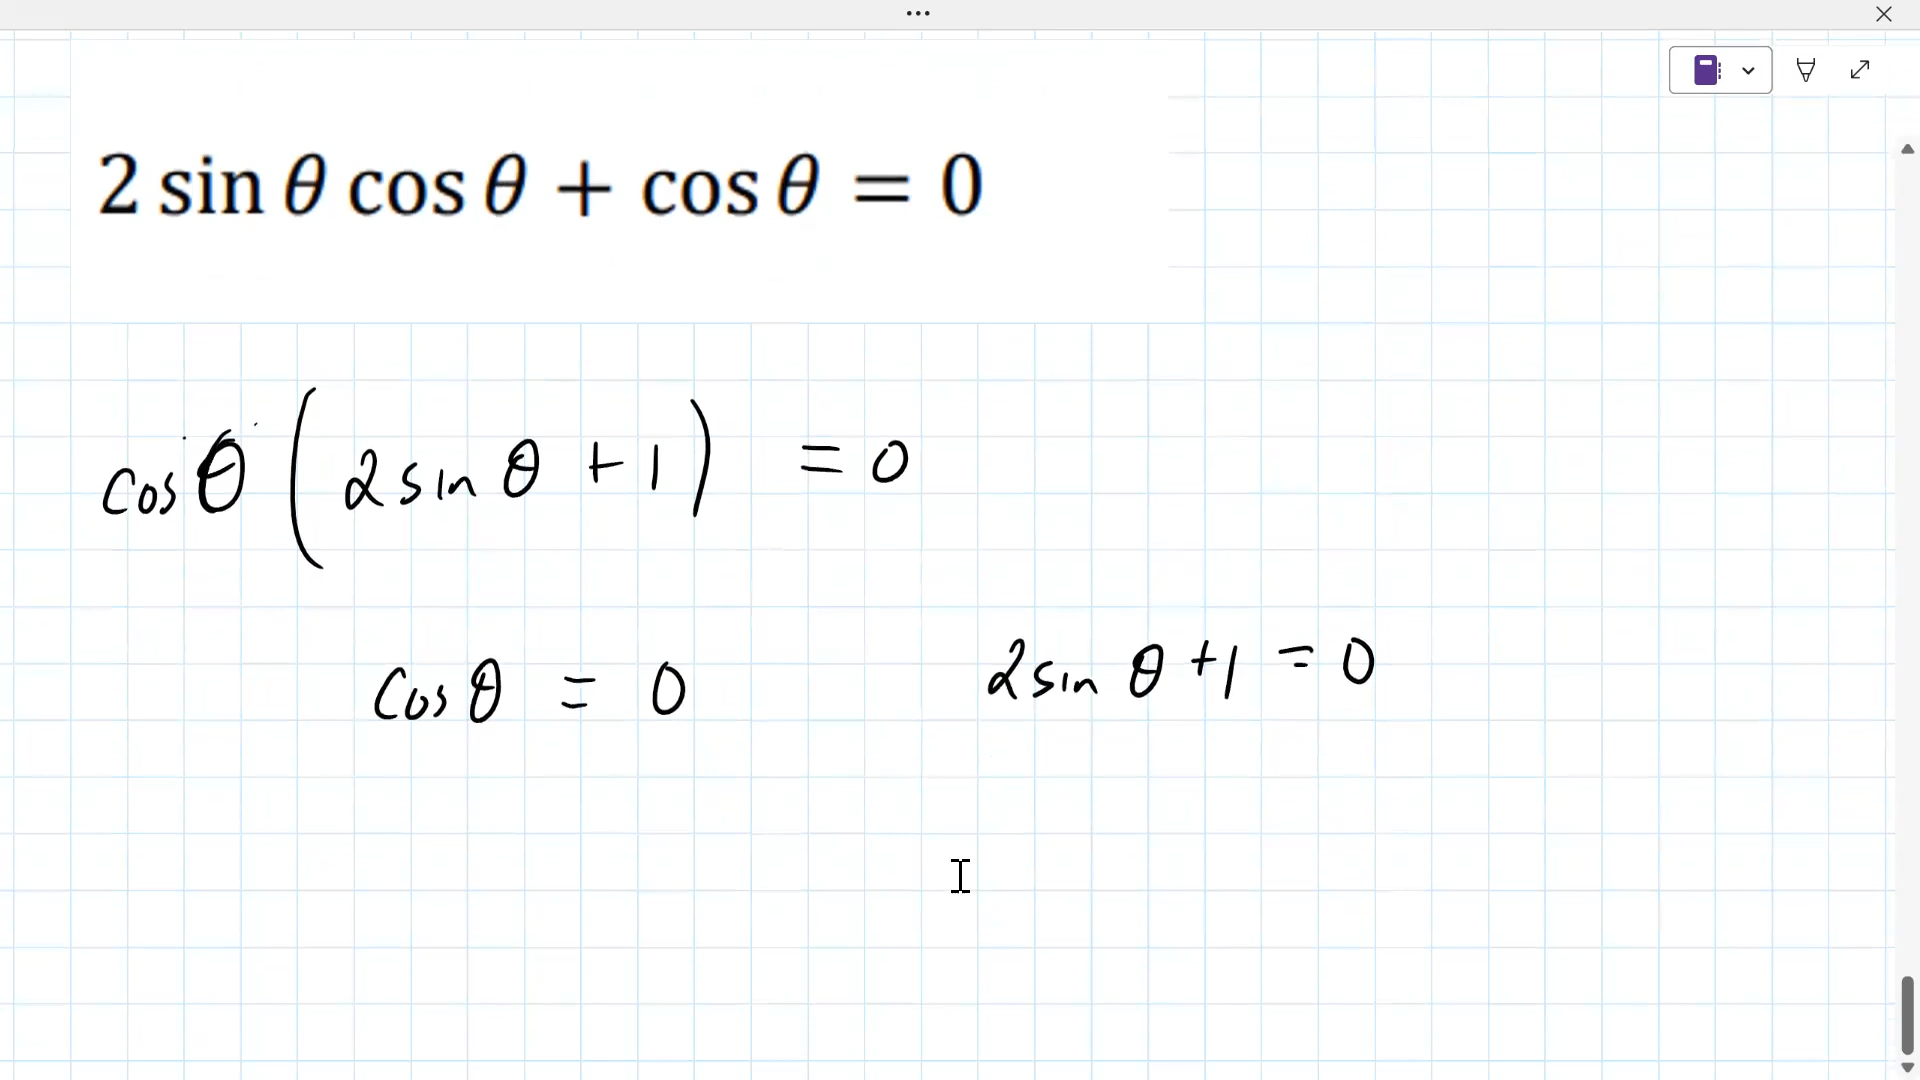 2 sin θ cos θ + cos θ = 0
cos θ (2 sin θ + 1) = 0
cos θ = 0
2 sin θ + 1 = 0